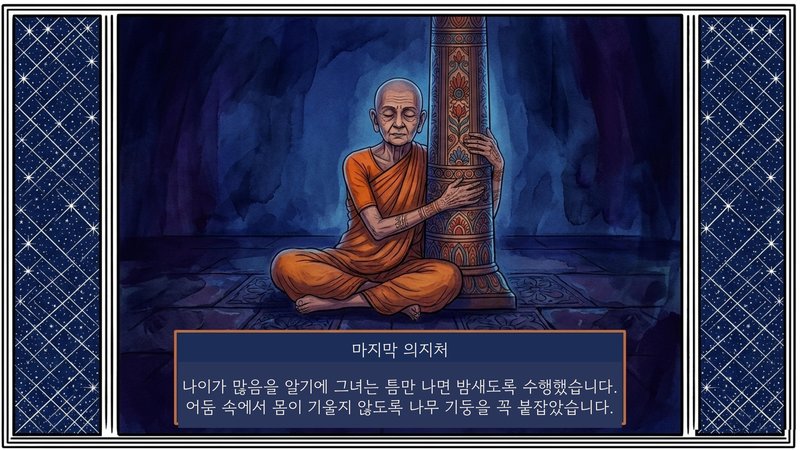 마지막 의지처
나이가 많음을 알기에 그녀는 틈만 나면 밤새도록 수행했습니다.
어둠 속에서 몸이 기울지 않도록 나무 기둥을 꼭 붙잡았습니다.